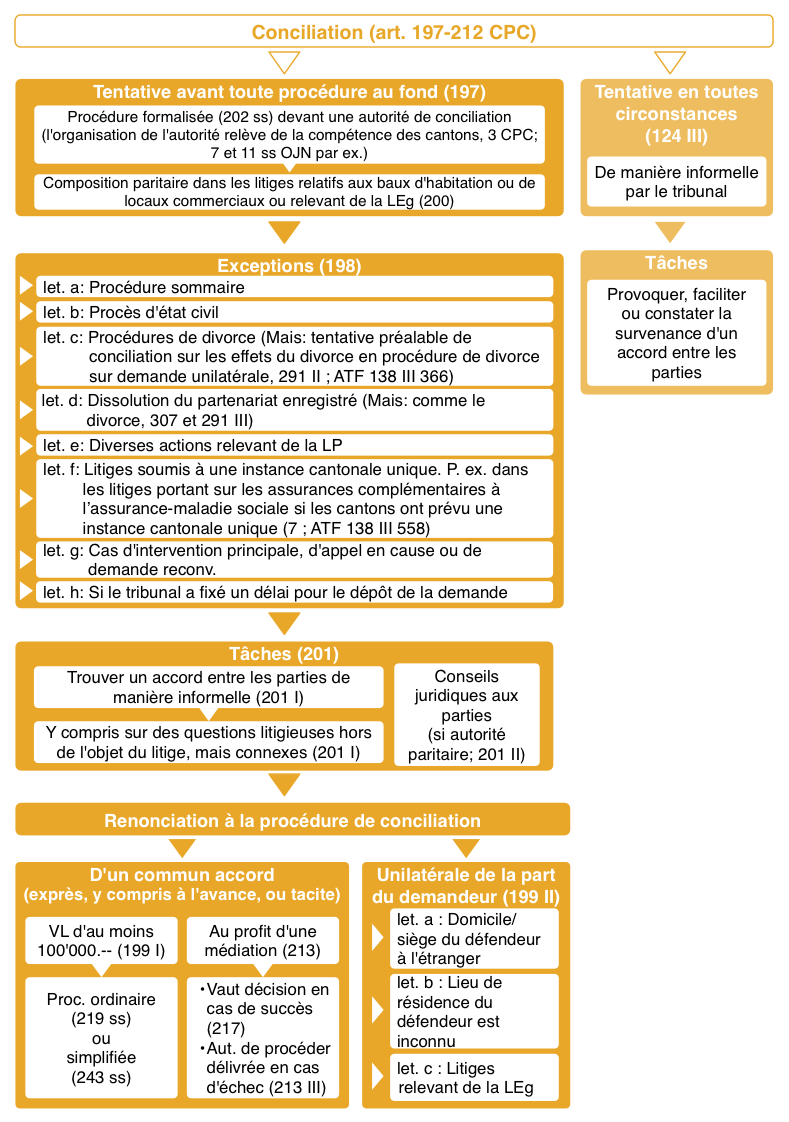 Conciliation (art. 197-212 CPC)
Tentative avant toute procédure au fond (197)
Procédure formalisée (202 ss) devant une autorité de conciliation
(l'organisation de l'autorité relève de la compétence des cantons, 3 CPC;
7 et 11 ss OJN par ex.)
Composition paritaire dans les litiges relatifs aux baux d'habitation ou de
locaux commerciaux ou relevant de la LEg (200)
Tentative en toutes
circonstances
(124 III)
De manière informelle
par le tribunal
Tâches
Provoquer, faciliter
ou constater la
survenance d'un
accord entre les
parties
Exceptions (198)
let. a: Procédure sommaire
let. b: Procès d'état civil
let. c: Procédures de divorce (Mais: tentative préalable de
conciliation sur les effets du divorce en procédure de divorce
sur demande unilatérale, 291 II ; ATF 138 III 366)
let. d: Dissolution du partenariat enregistré (Mais: comme le
divorce, 307 et 291 III)
let. e: Diverses actions relevant de la LP
let. f: Litiges soumis à une instance cantonale unique. P. ex. dans
les litiges portant sur les assurances complémentaires à
l’assurance-maladie sociale si les cantons ont prévu une
instance cantonale unique (7 ; ATF 138 III 558)
let. g: Cas d'intervention principale, d'appel en cause ou de
demande reconv.
let. h: Si le tribunal a fixé un délai pour le dépôt de la demande
Tâches (201)
Trouver un accord entre les parties de
manière informelle (201 I)
Y compris sur des questions litigieuses hors
de l'objet du litige, mais connexes (201 I)
Conseils
juridiques aux
parties
(si autorité
paritaire; 201 II)
Renonciation à la procédure de conciliation
D'un commun accord
(exprès, y compris à l'avance, ou tacite)
VL d'au moins
100'000.-- (199 I)
Proc. ordinaire
(219 ss)
ou
simplifiée
(243 ss)
Au profit d'une
médiation (213)
•Vaut décision en
cas de succès
(217)
•Aut. de procéder
délivrée en cas
d'échec (213 III)
Unilatérale de la part
du demandeur (199 II)
let. a : Domicile/
siège du défendeur
à l'étranger
let. b : Lieu de
résidence du
défendeur est
inconnu
let. c : Litiges
relevant de la LEg